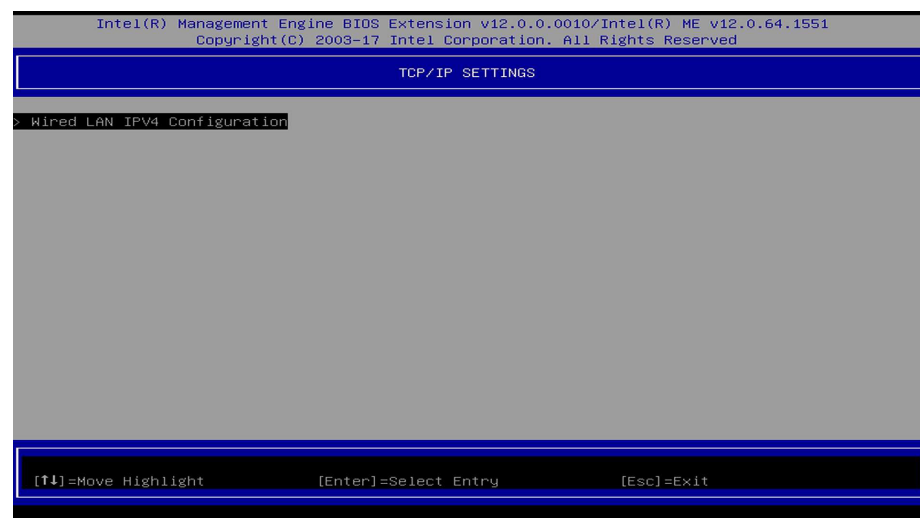 Intel(R) Management Engine BIOS Extension v12.0.0.0010/Intel(R) ME v12.0.64.1551
Copyright(C) 2003-17 Intel Corporation. All Rights Reserved
TCP/IP SETTINGS
> Wired LAN IPV4 Configuration
[↑↓]=Move Highlight [Enter]=Select Entry [Esc]=Exit